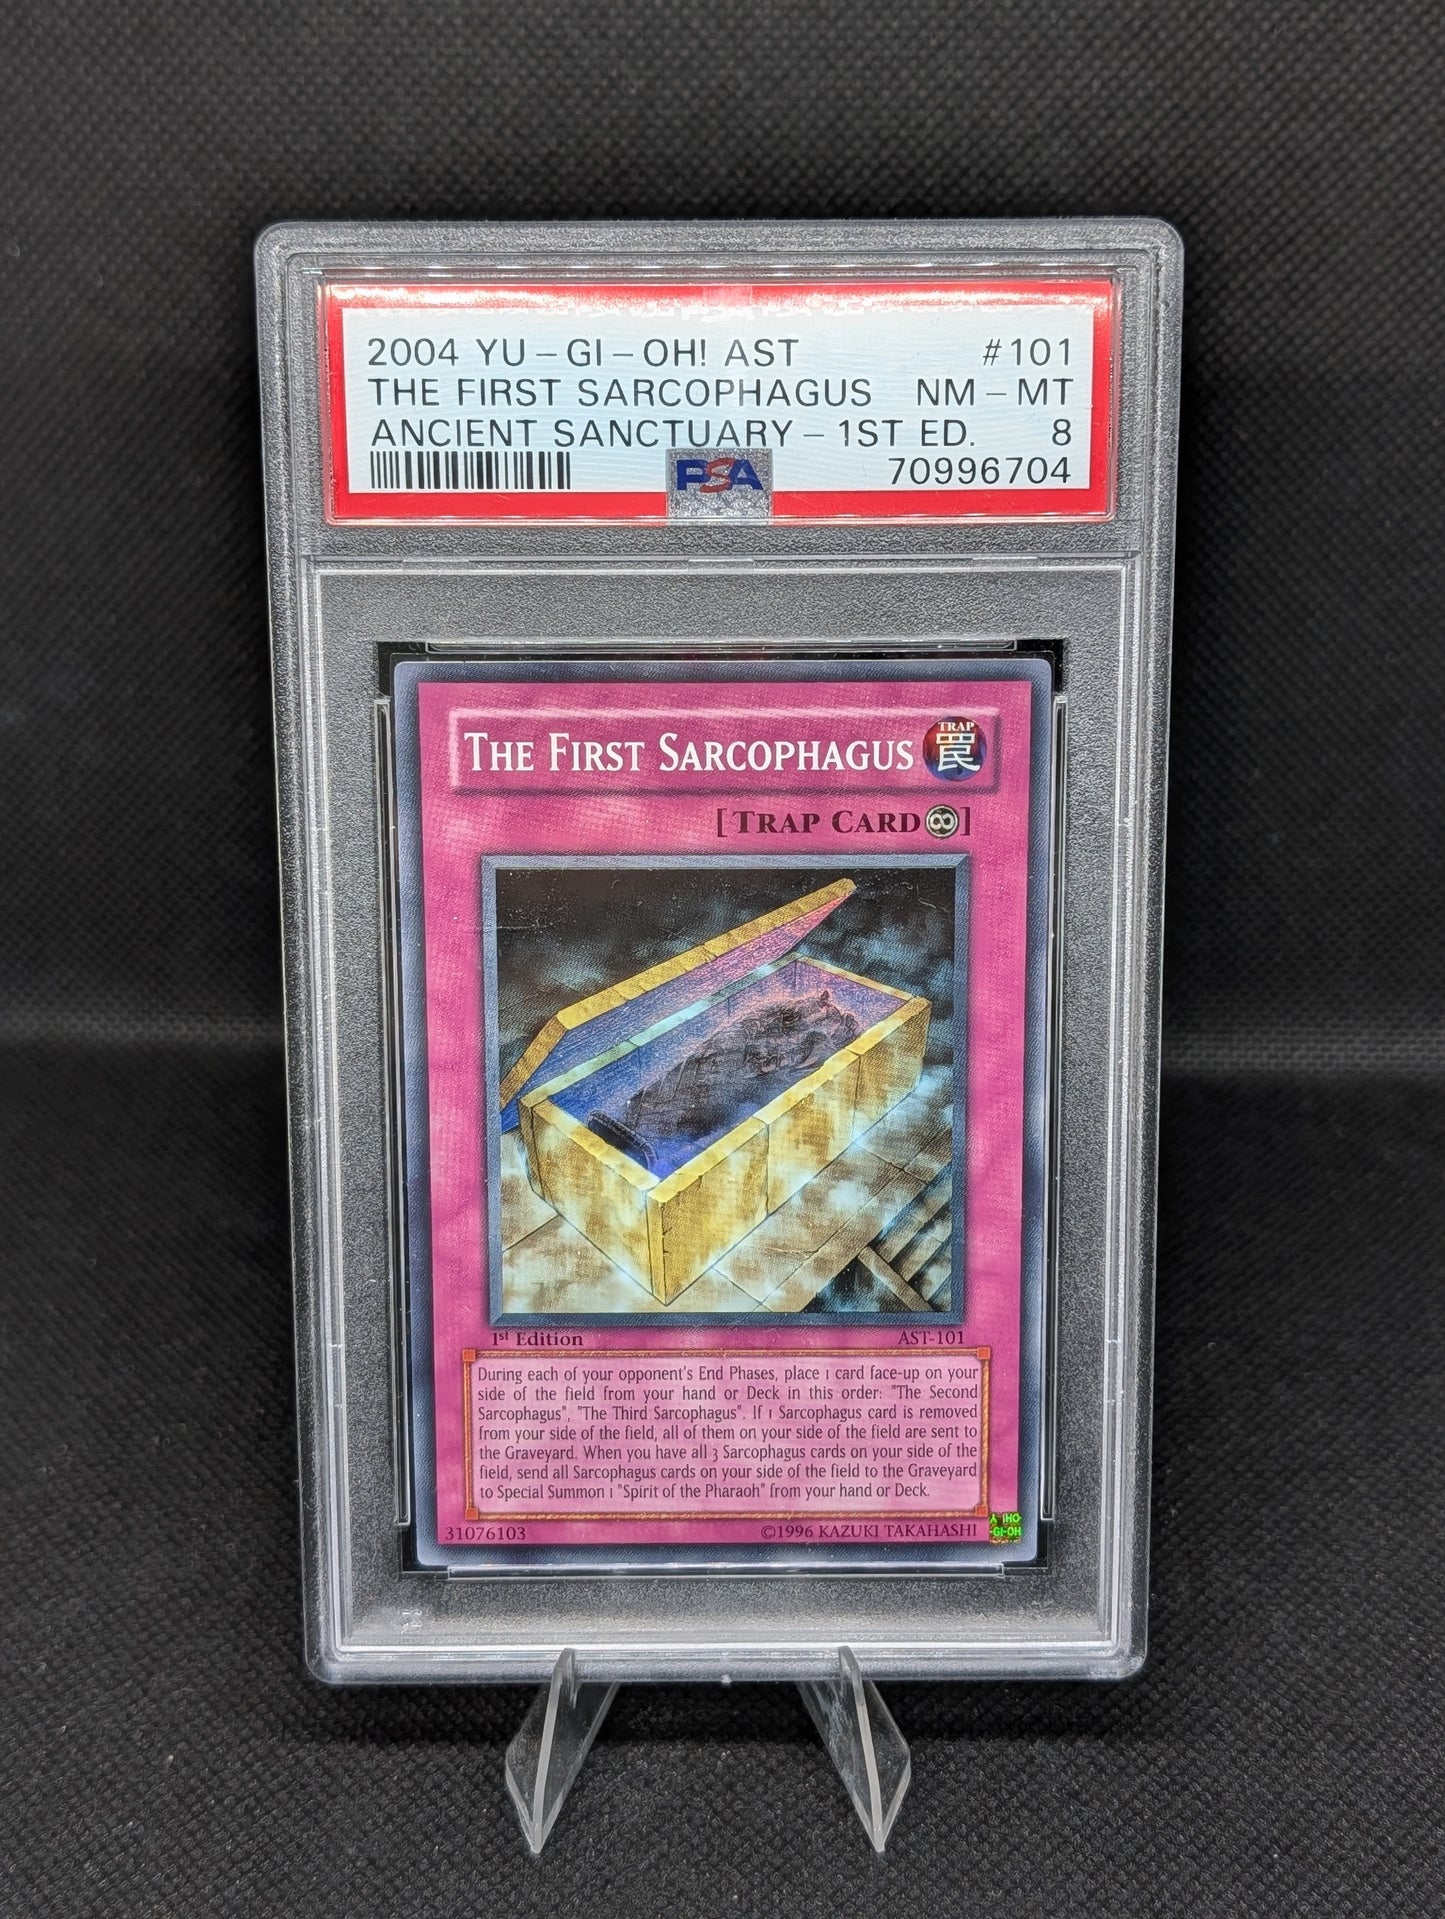 2004 YU-GI-OH! AST #101
THE FIRST SARCOPHAGUS NM-MT
ANCIENT SANCTUARY-1ST ED. 8
PSA 70996704
THE FIRST SARCOPHAGUS
TRAP
罠
[TRAP CARD∞]
1st Edition AST-101
During each of your opponent's End Phases, place 1 card face-up on your
side of the field from your hand or Deck in this order: "The Second
Sarcophagus", "The Third Sarcophagus". If 1 Sarcophagus card is removed
from your side of the field, all of them on your side of the field are sent to
the Graveyard. When you have all 3 Sarcophagus cards on your side of the
field, send all Sarcophagus cards on your side of the field to the Graveyard
to Special Summon 1 "Spirit of the Pharaoh" from your hand or Deck.
31076103 ©1996 KAZUKI TAKAHASHI
-GI-OH